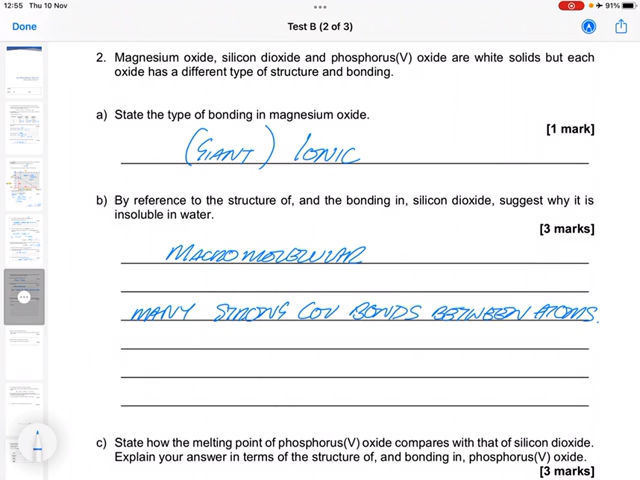 12:55 Thu 10 Nov
91%
Done
Test B (2 of 3)
2. Magnesium oxide, silicon dioxide and phosphorus(V) oxide are white solids but each
oxide has a different type of structure and bonding.
a) State the type of bonding in magnesium oxide.
[1 mark]
(GIANT) IONIC
b) By reference to the structure of, and the bonding in, silicon dioxide, suggest why it is
insoluble in water.
[3 marks]
MACROMOLECULAR
MANY STRONG COV BONDS BETWEEN ATOMS.
c) State how the melting point of phosphorus(V) oxide compares with that of silicon dioxide.
Explain your answer in terms of the structure of, and bonding in, phosphorus(V) oxide.
[3 marks]